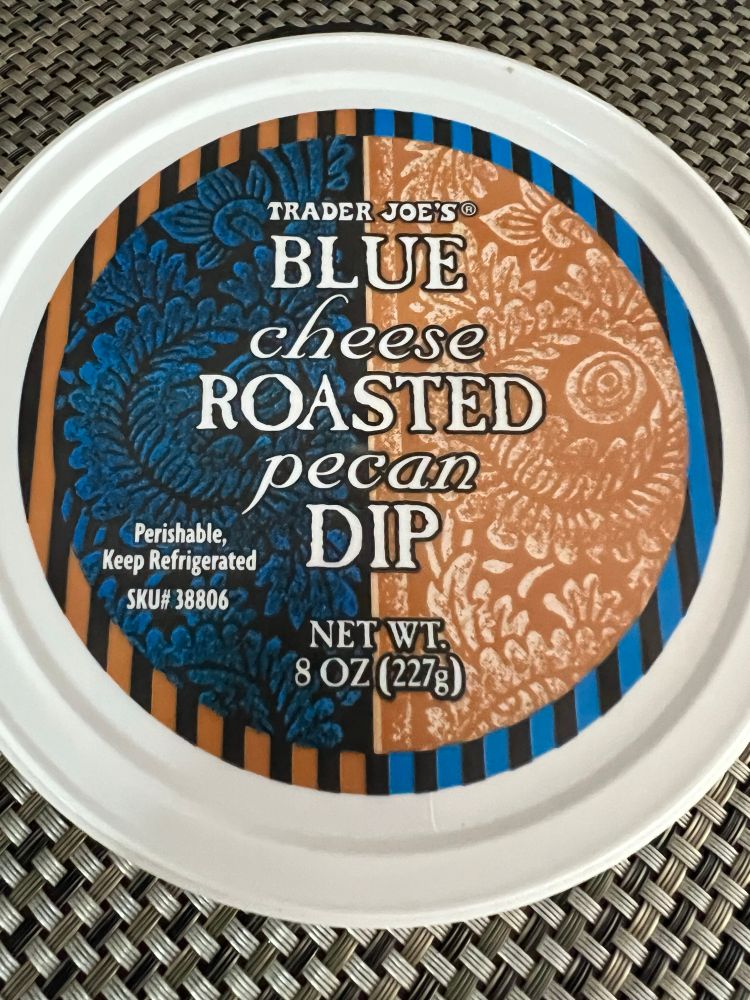 TRADER JOE'S®
BLUE
cheese
ROASTED
pecan
DIP
Perishable,
Keep Refrigerated
SKU# 38806
NET WT.
8 OZ (227g)